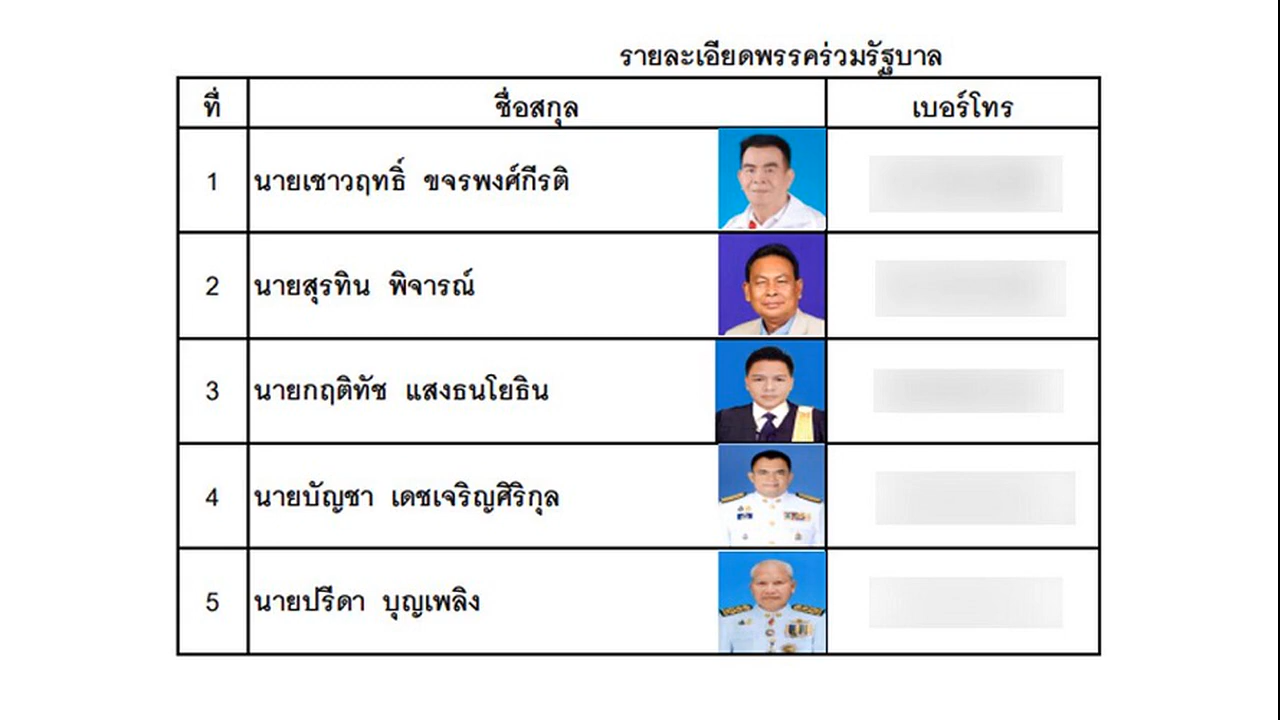 รายละเอียดพรรคร่วมรัฐบาล
ที่ ชื่อสกุล เบอร์โทร
1 นายเชาวฤทธิ์ ขจรพงศ์กีรติ
2 นายสุรทิน พิจารณ์
3 นายกฤติทัช แสงธนโยธิน
4 นายบัญชา เดชเจริญศิริกุล
5 นายปรีดา บุญเพลิง